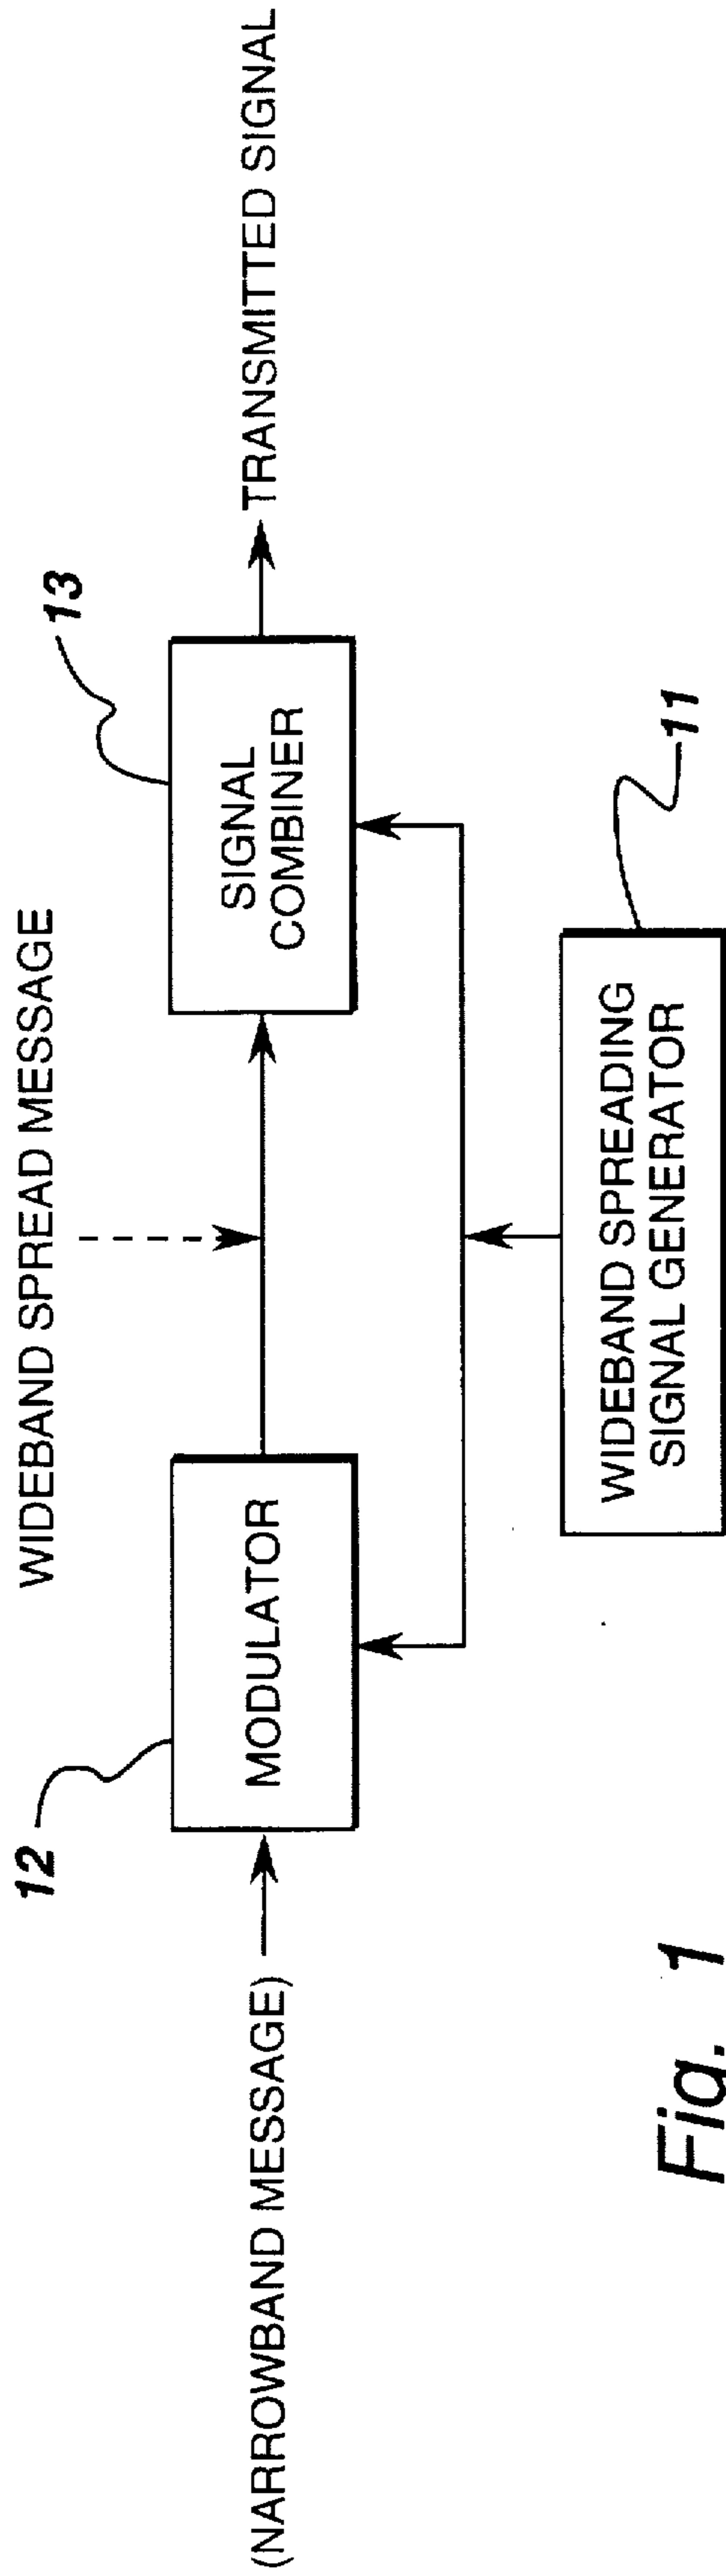 WIDEBAND SPREAD MESSAGE
12
13
(NARROWBAND MESSAGE)
MODULATOR
SIGNAL
COMBINER
TRANSMITTED SIGNAL
WIDEBAND SPREADING
SIGNAL GENERATOR
11
Fig. 1